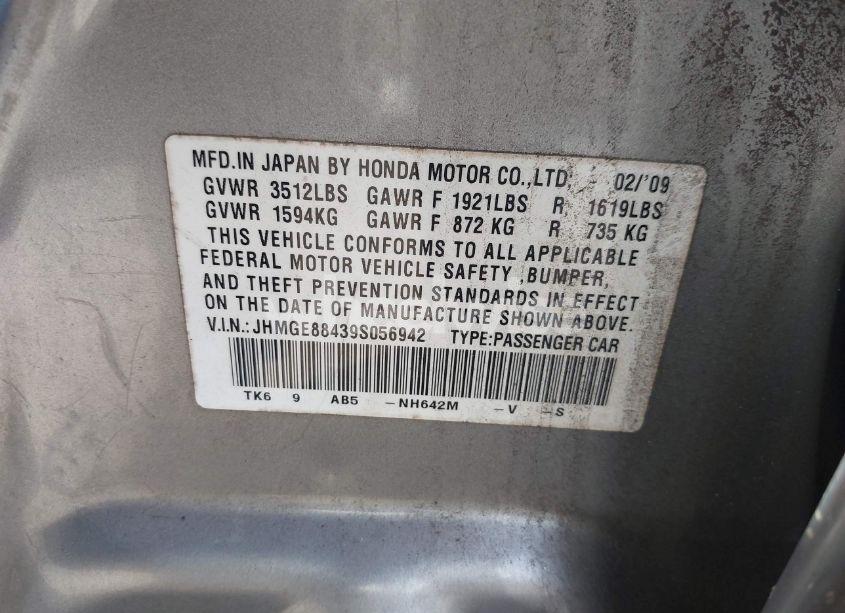 MFD.IN JAPAN BY HONDA MOTOR CO.,LTD. 02/'09
GVWR 3512LBS GAWR F 1921LBS R 1619LBS
GVWR 1594KG GAWR F 872 KG R 735 KG
THIS VEHICLE CONFORMS TO ALL APPLICABLE
FEDERAL MOTOR VEHICLE SAFETY ,BUMPER,
AND THEFT PREVENTION STANDARDS IN EFFECT
ON THE DATE OF MANUFACTURE SHOWN ABOVE.
V.I.N.: JHMGE88439S056942 TYPE:PASSENGER CAR
TK6 9 AB5 –NH642M –V –S